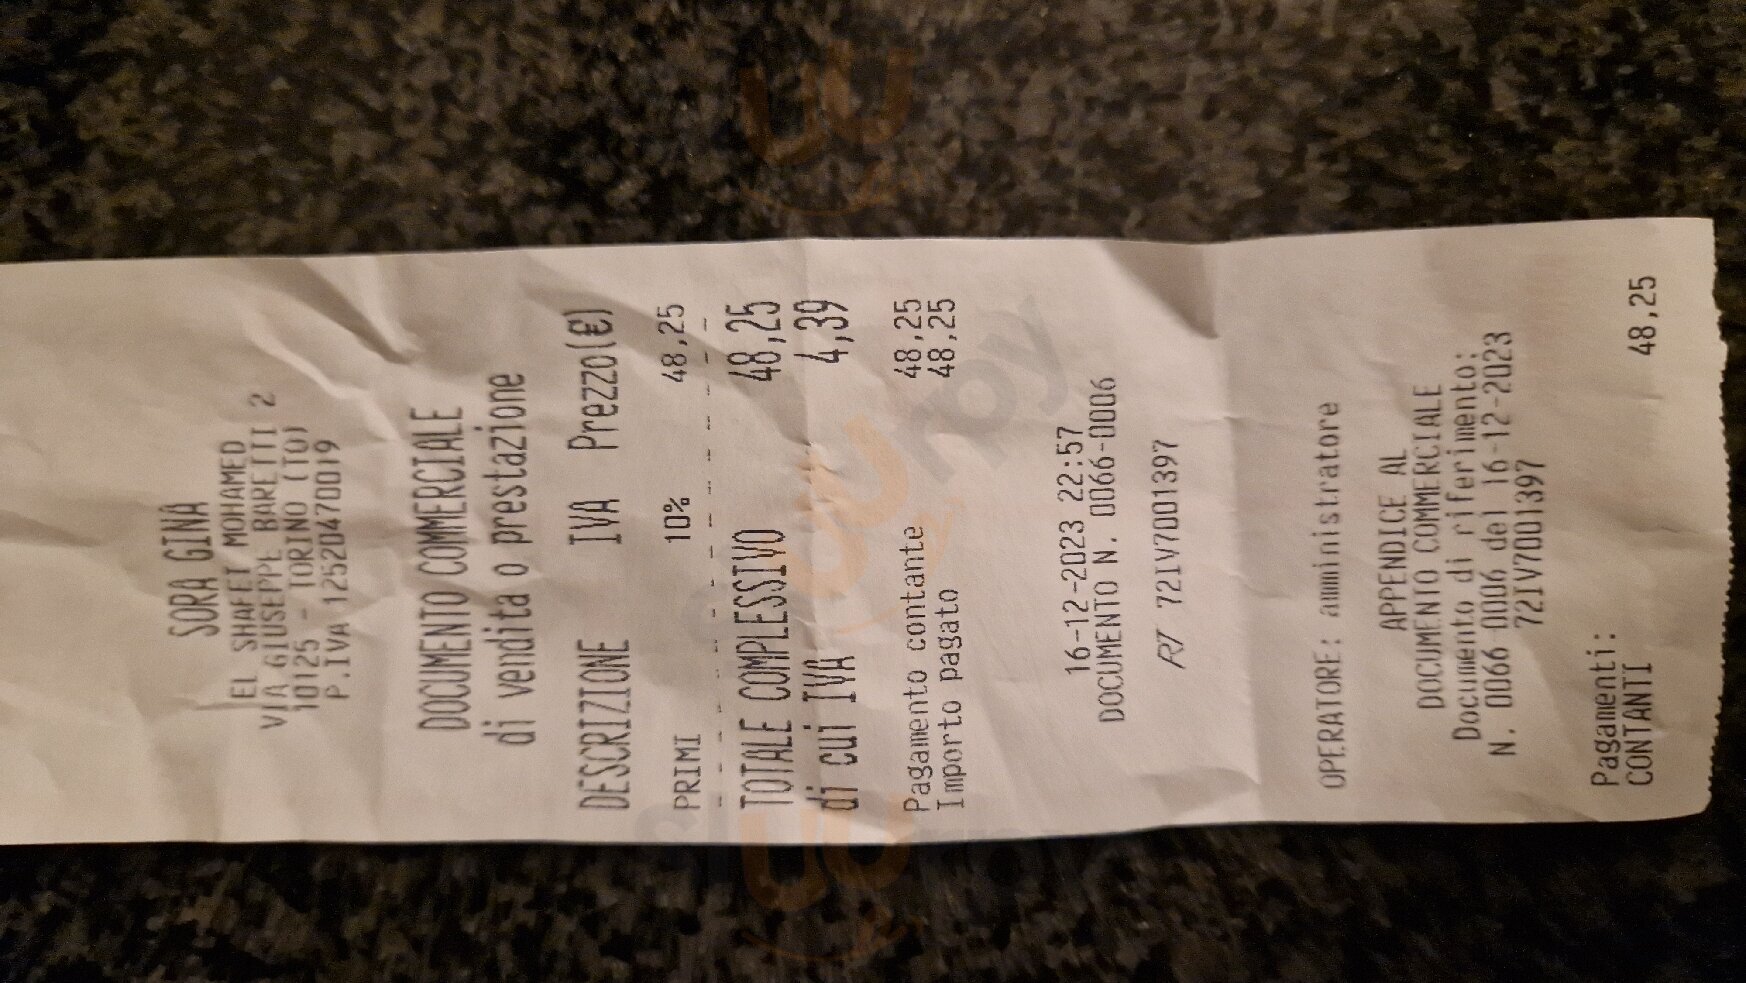 SORA GINA
EL SHAFEI MOHAMED
VIA GIUSEPPE BARETTI 2
10125 - TORINO (TO)
P.IVA 12520470019
DOCUMENTO COMMERCIALE
di vendita o prestazione
DESCRIZIONE IVA Prezzo(€)
PRIMI 10% 48,25
TOTALE COMPLESSIVO 48,25
di cui IVA 4,39
Pagamento contante 48,25
Importo pagato 48,25
16-12-2023 22:57
DOCUMENTO N. 0066-0006
RT 72IV7001397
OPERATORE: amministratore
APPENDICE AL
DOCUMENTO COMMERCIALE
Documento di riferimento:
N. 0066-0006 del 16-12-2023
72IV7001397
Pagamenti:
CONTANTI 48,25